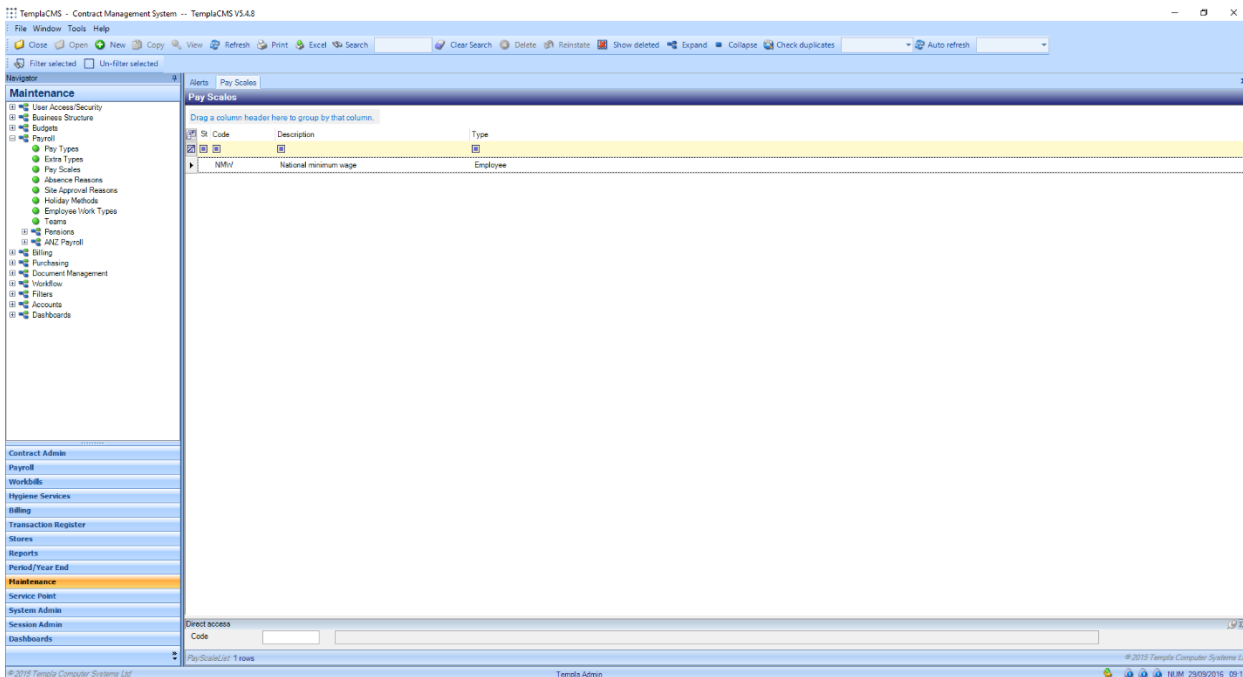 TemplaCMS - Contract Management System -- TemplaCMS V5.4.8
File Window Tools Help
Close Open New Copy View Refresh Print Excel Search Clear Search Delete Reinstate Show deleted Expand Collapse Check duplicates Auto refresh
Filter selected Un-filter selected
Navigator
Alerts Pay Scales
Maintenance
Pay Scales
User Access/Security
Business Structure
Budgets
Payroll
Pay Types
Extra Types
Pay Scales
Absence Reasons
Site Approval Reasons
Holiday Methods
Employee Work Types
Teams
Pensions
ANZ Payroll
Billing
Purchasing
Document Management
Workflow
Filters
Accounts
Dashboards
Drag a column header here to group by that column.
St Code Description Type
NMW National minimum wage Employee
Contract Admin
Payroll
Workbills
Hygiene Services
Billing
Transaction Register
Stores
Reports
Period/Year End
Maintenance
Service Point
System Admin
Session Admin
Dashboards
Direct access
Code
PayScaleList 1 rows
© 2015 Templa Computer Systems L
© 2015 Templa Computer Systems Ltd
Templa Admin
NUM 29/09/2016 09:1